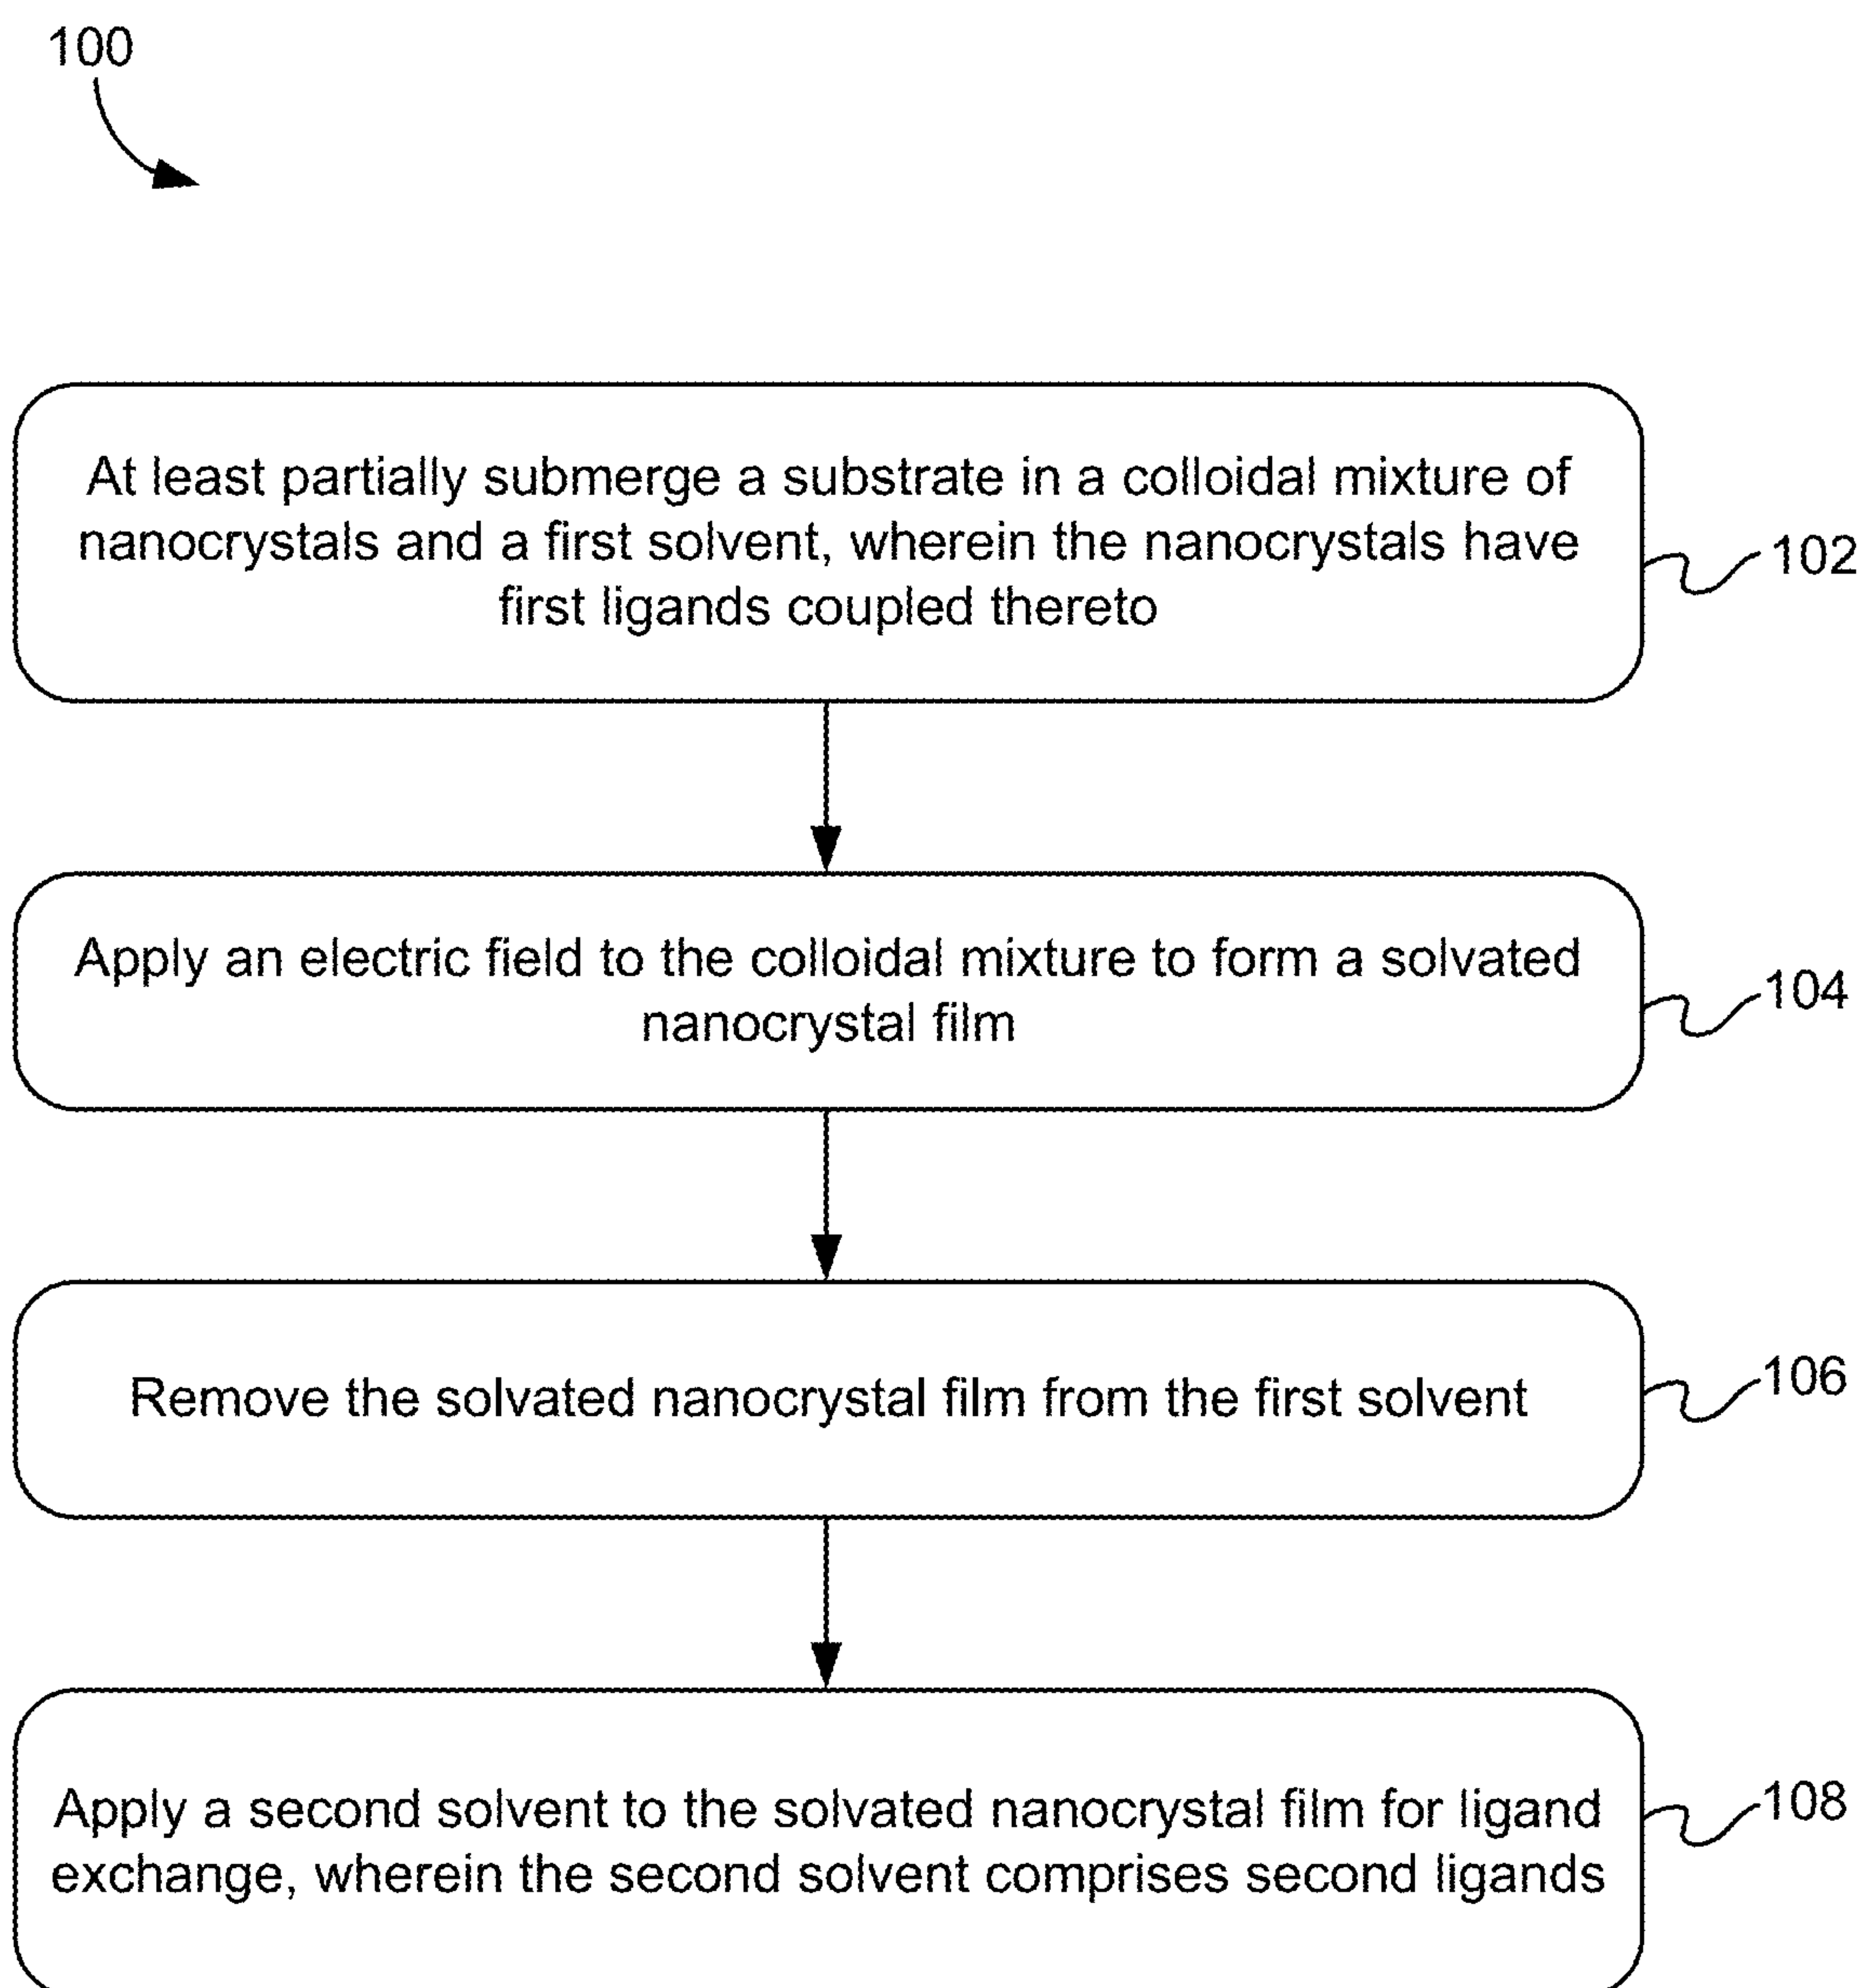 100
At least partially submerge a substrate in a colloidal mixture of
nanocrystals and a first solvent, wherein the nanocrystals have
first ligands coupled thereto
102
Apply an electric field to the colloidal mixture to form a solvated
nanocrystal film
104
Remove the solvated nanocrystal film from the first solvent
106
Apply a second solvent to the solvated nanocrystal film for ligand
exchange, wherein the second solvent comprises second ligands
108